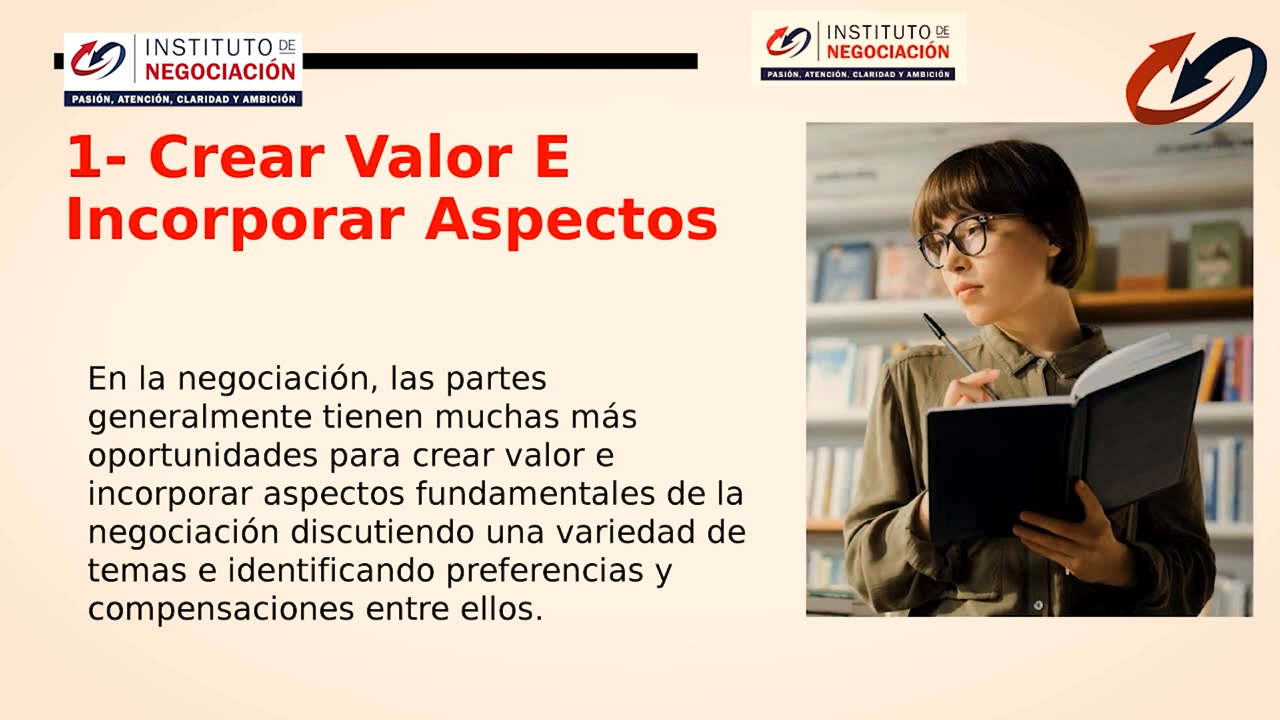 INSTITUTO DE
NEGOCIACIÓN
PASIÓN, ATENCIÓN, CLARIDAD Y AMBICIÓN
INSTITUTO DE
NEGOCIACIÓN
PASIÓN, ATENCIÓN, CLARIDAD Y AMBICIÓN
1- Crear Valor E
Incorporar Aspectos
En la negociación, las partes
generalmente tienen muchas más
oportunidades para crear valor e
incorporar aspectos fundamentales de la
negociación discutiendo una variedad de
temas e identificando preferencias y
compensaciones entre ellos.